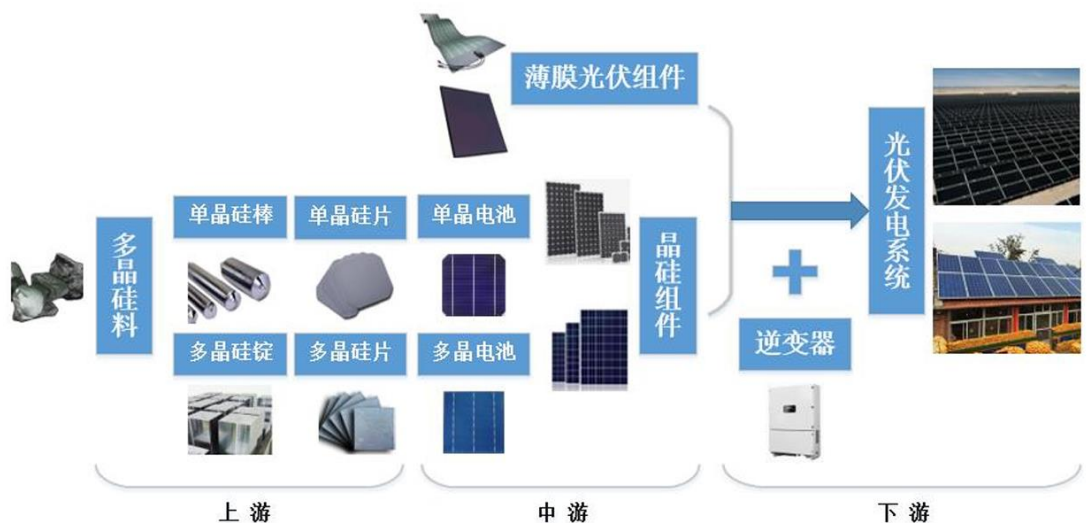 薄膜光伏组件
多晶硅料
单晶硅棒
单晶硅片
单晶电池
多晶硅锭
多晶硅片
多晶电池
晶硅组件
逆变器
光伏发电系统
上 游
中 游
下 游